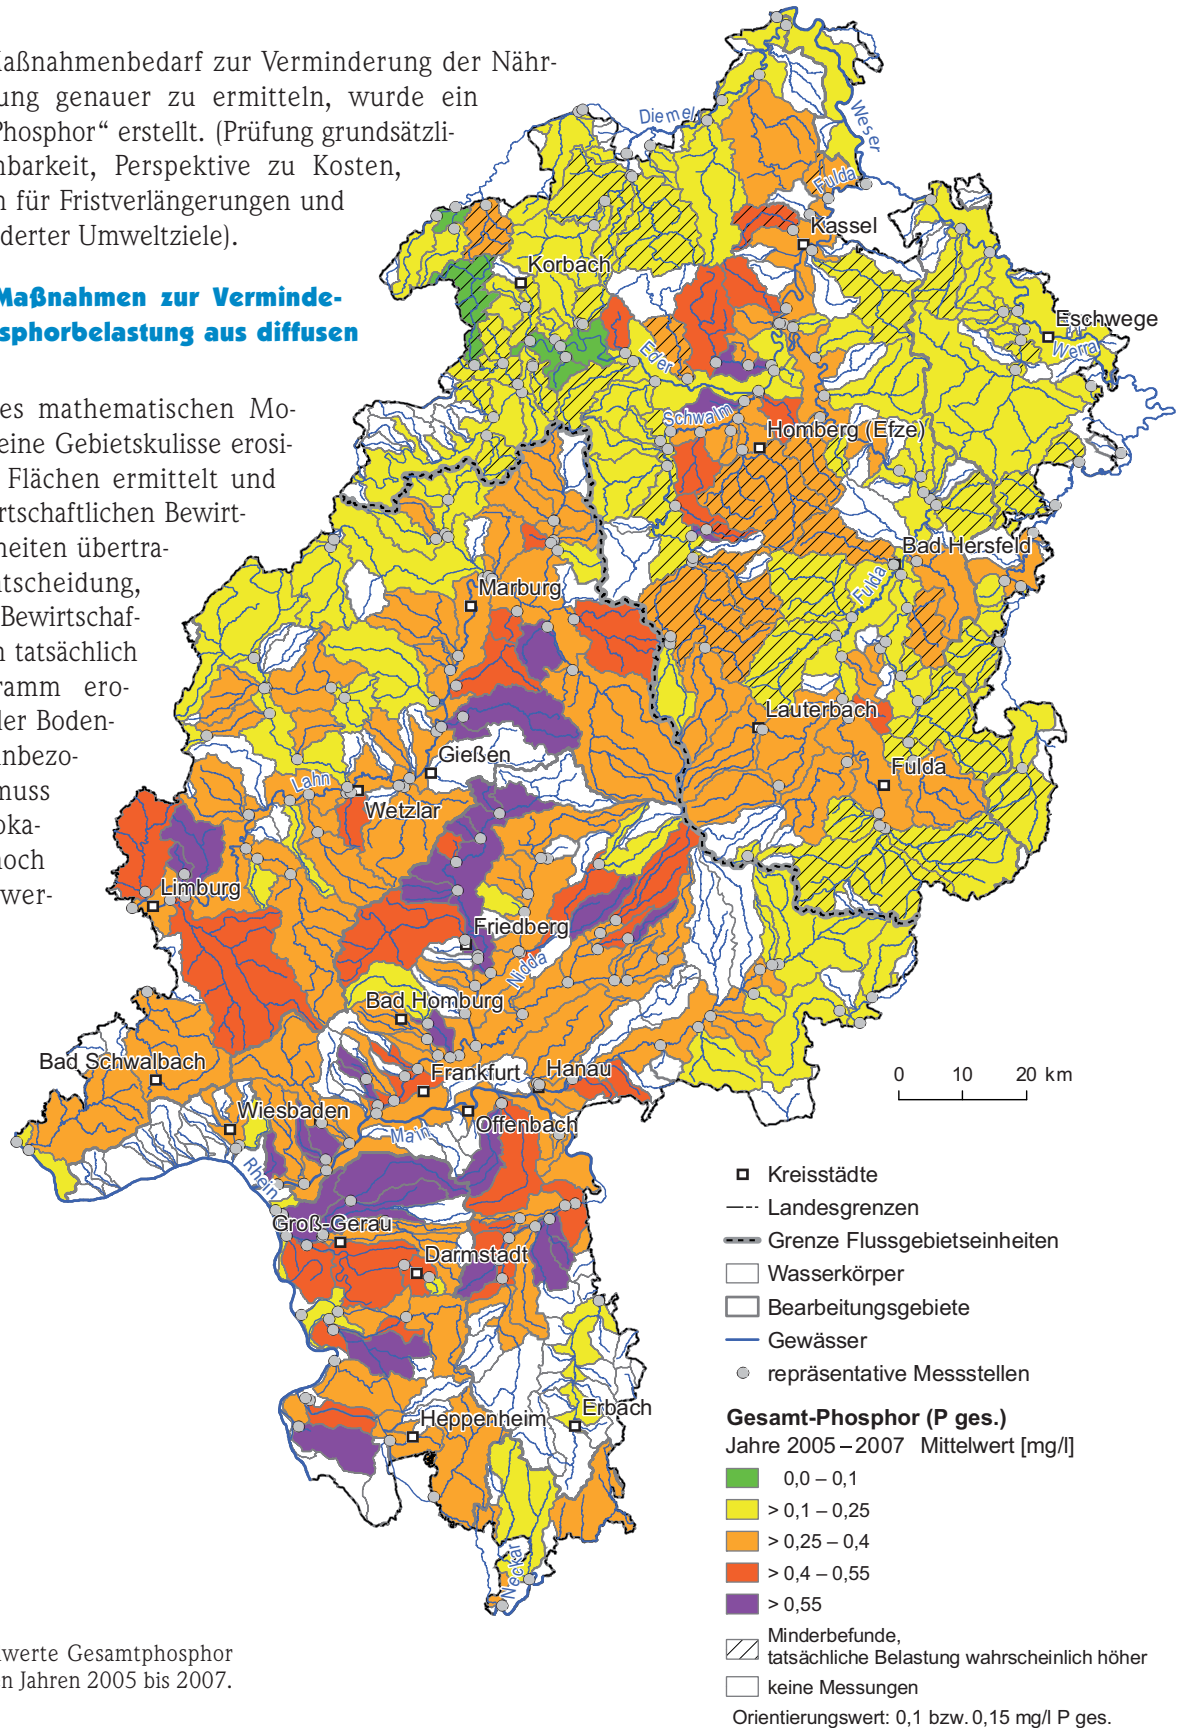 Maßnahmenbedarf zur Verminderung der Nähr-
ung genauer zu ermitteln, wurde ein
Phosphor“ erstellt. (Prüfung grundsätzli-
nbarkeit, Perspektive zu Kosten,
n für Fristverlängerungen und
derter Umweltziele).
Maßnahmen zur Verminde-
sphorbelastung aus diffusen
es mathematischen Mo-
eine Gebietskulisse erosi-
Flächen ermittelt und
rtschaftlichen Bewirt-
heiten übertra-
ntscheidung,
Bewirtschaf-
n tatsächlich
ramm ero-
der Boden-
inbezo-
muss
oka-
noch
wer-
werte Gesamtphosphor
en Jahren 2005 bis 2007.
Diemel
Weser
Fulda
Kassel
Korbach
Eschwege
Werra
Eder
Schwalm
Homberg (Efze)
Bad Hersfeld
Fulda
Marburg
Lauterbach
Fulda
Gießen
Lahn
Wetzlar
Limburg
Friedberg
Nidda
Bad Homburg
Bad Schwalbach
Frankfurt
Hanau
Wiesbaden
Offenbach
Main
Rhein
Groß-Gerau
Darmstadt
Heppenheim
Erbach
Neckar
0 10 20 km
Kreisstädte
Landesgrenzen
Grenze Flussgebietseinheiten
Wasserkörper
Bearbeitungsgebiete
Gewässer
repräsentative Messstellen
Gesamt-Phosphor (P ges.)
Jahre 2005 – 2007 Mittelwert [mg/l]
0,0 – 0,1
> 0,1 – 0,25
> 0,25 – 0,4
> 0,4 – 0,55
> 0,55
Minderbefunde,
tatsächliche Belastung wahrscheinlich höher
keine Messungen
Orientierungswert: 0,1 bzw. 0,15 mg/l P ges.